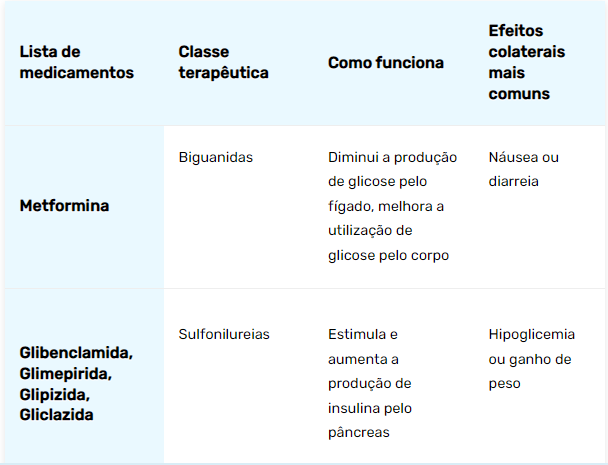 Lista de
medicamentos
Classe
terapêutica
Como funciona
Efeitos
colaterais
mais
comuns
Metformina
Biguanidas
Diminui a produção
de glicose pelo
fígado, melhora a
utilização de
glicose pelo corpo
Náusea ou
diarreia
Glibenclamida,
Glimepirida,
Glipizida,
Gliclazida
Sulfonilureias
Estimula e
aumenta a
produção de
insulina pelo
pâncreas
Hipoglicemia
ou ganho de
peso